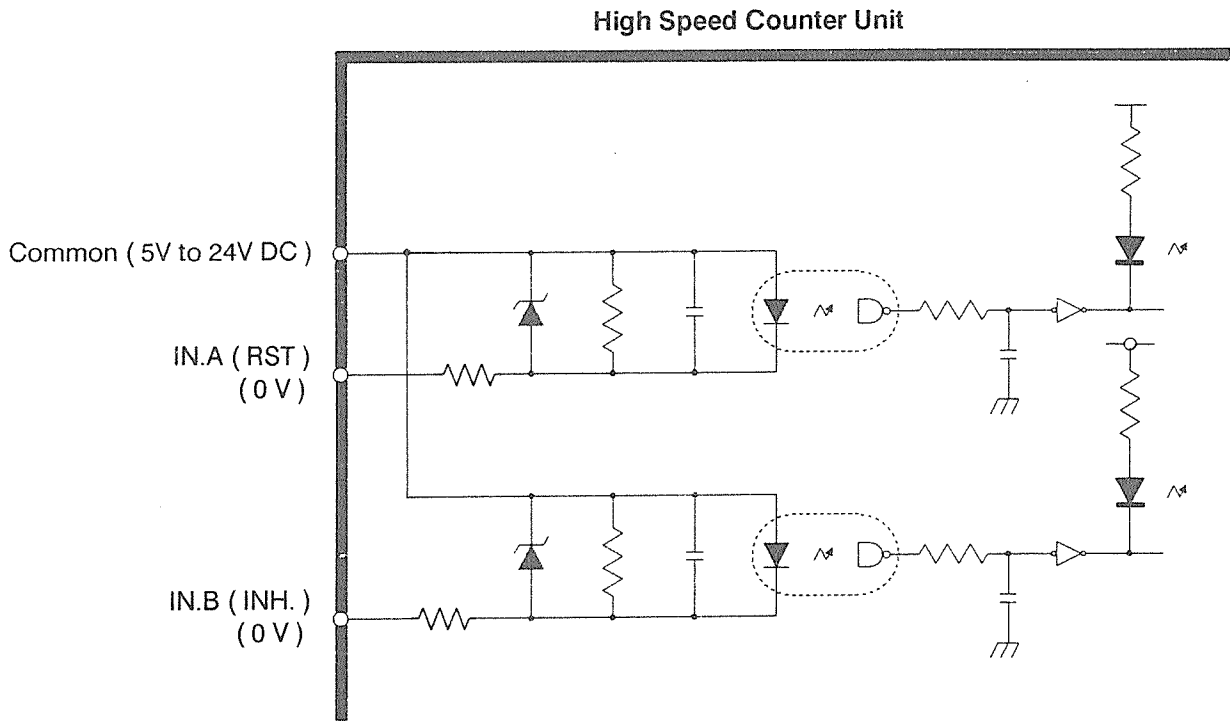 High Speed Counter Unit
Common ( 5V to 24V DC )
IN.A ( RST )
( 0 V )
IN.B ( INH. )
( 0 V )